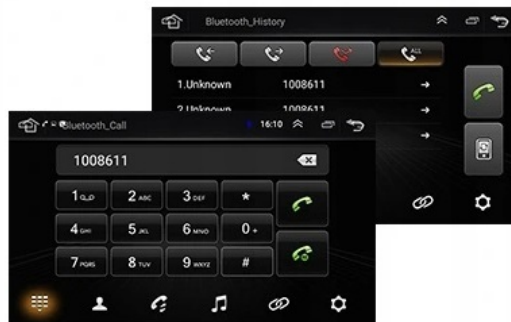 Bluetooth_History
ALL
1.Unknown 1008611
2.Unknown 1008611
Bluetooth_Call 16:10
1008611
1 2 ABC 3 DEF *
4 GHI 5 JKL 6 MNO 0 +
7 PQRS 8 TUV 9 WXYZ #